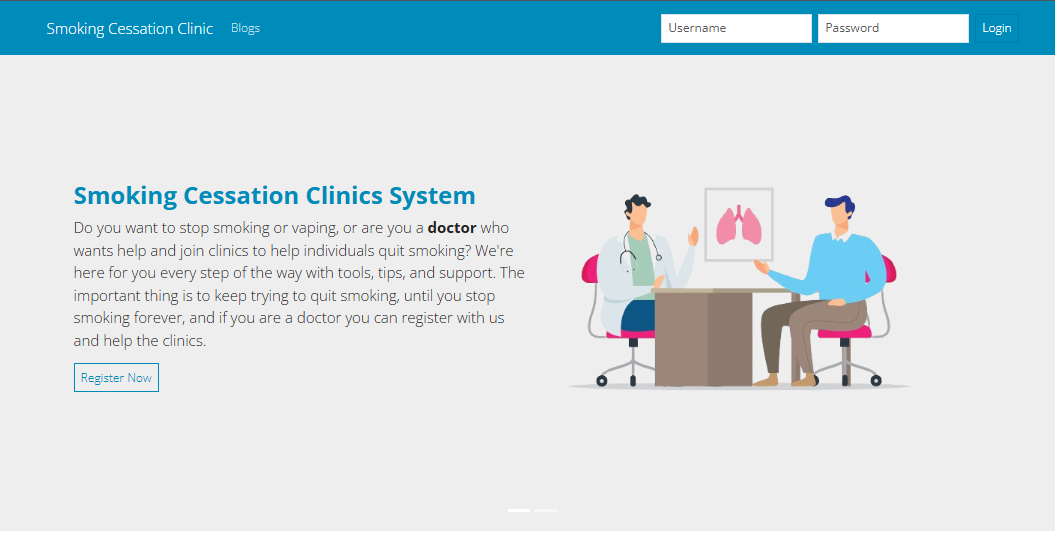 Smoking Cessation Clinic Blogs Username Password Login
Smoking Cessation Clinics System
Do you want to stop smoking or vaping, or are you a doctor who
wants help and join clinics to help individuals quit smoking? We're
here for you every step of the way with tools, tips, and support. The
important thing is to keep trying to quit smoking, until you stop
smoking forever, and if you are a doctor you can register with us
and help the clinics.
Register Now